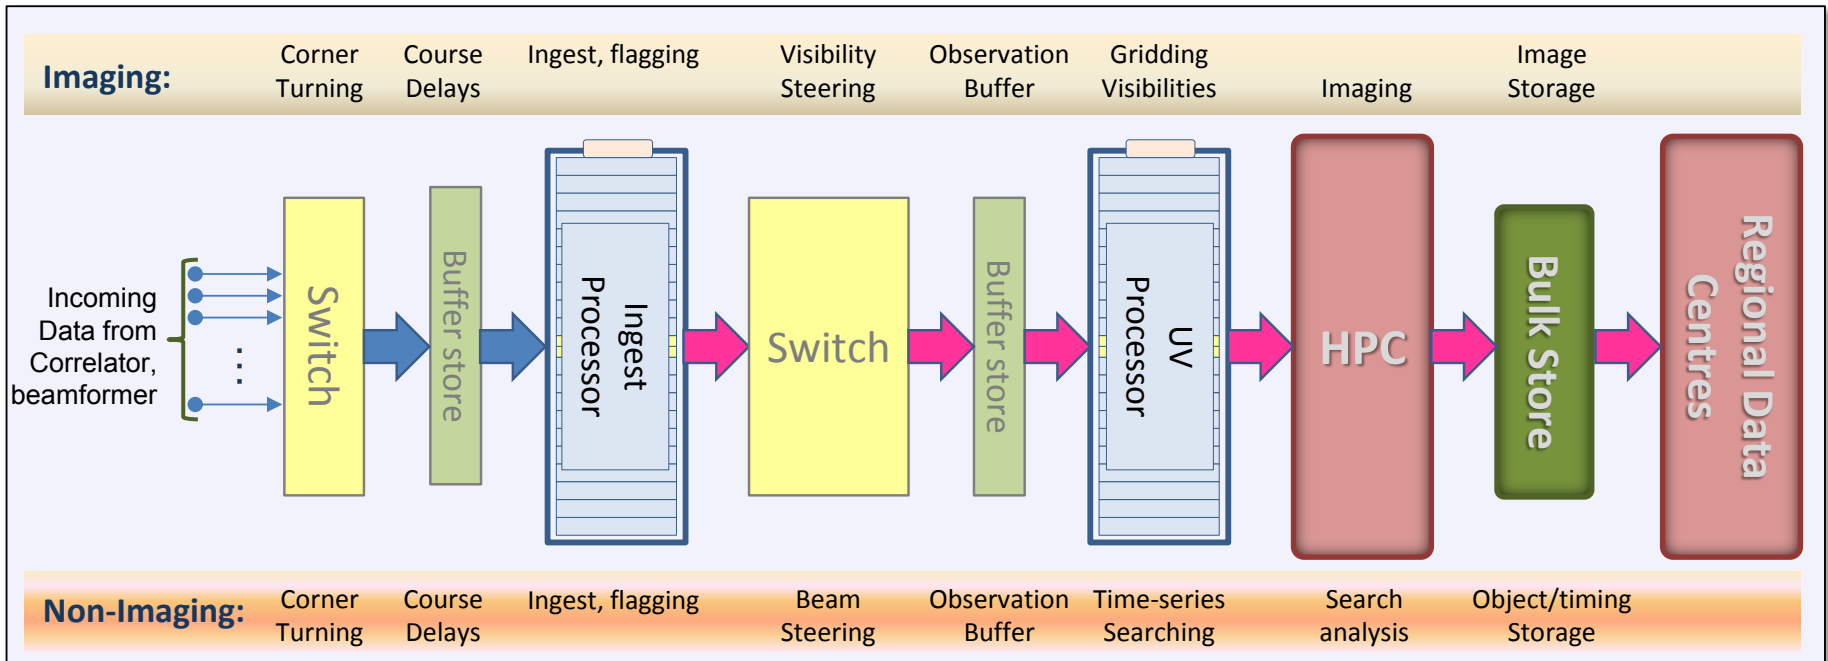 Imaging:
Corner
Turning
Course
Delays
Ingest, flagging
Visibility
Steering
Observation
Buffer
Gridding
Visibilities
Imaging
Image
Storage
Incoming
Data from
Correlator,
beamformer
Switch
Buffer store
Ingest
Processor
Switch
Buffer store
UV
Processor
HPC
Bulk Store
Regional Data
Centres
Non-Imaging:
Corner
Turning
Course
Delays
Ingest, flagging
Beam
Steering
Observation
Buffer
Time-series
Searching
Search
analysis
Object/timing
Storage